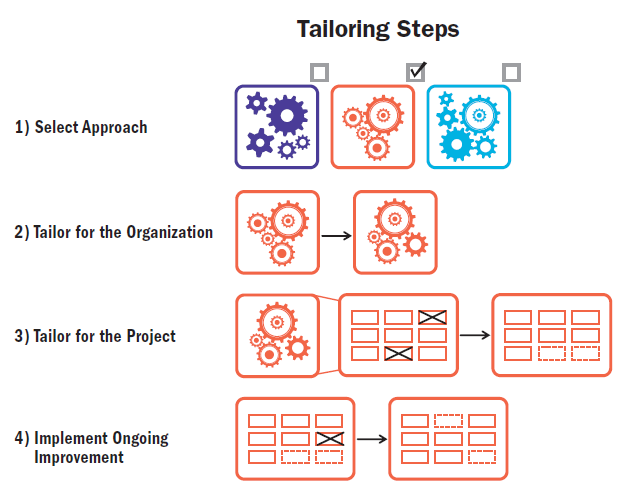 Tailoring Steps
1) Select Approach
2) Tailor for the Organization
3) Tailor for the Project
4) Implement Ongoing
Improvement